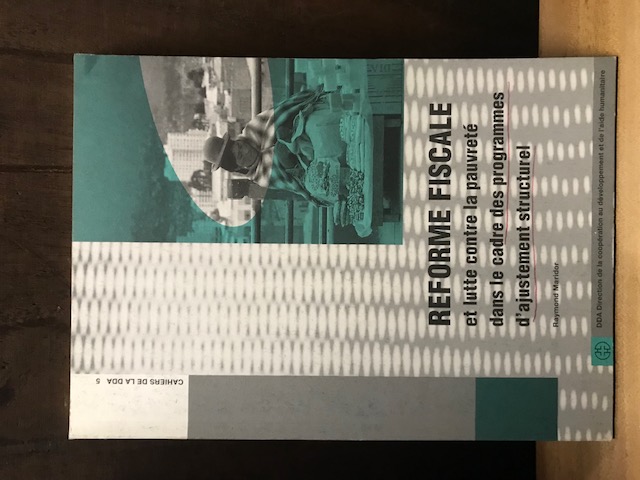 CAHIERS DE LA DDA 5
REFORME FISCALE
et lutte contre la pauvreté
dans le cadre des programmes
d'ajustement structurel
Raymond Marridor
DDA Direction de la coopération au développement et de l'aide humanitaire